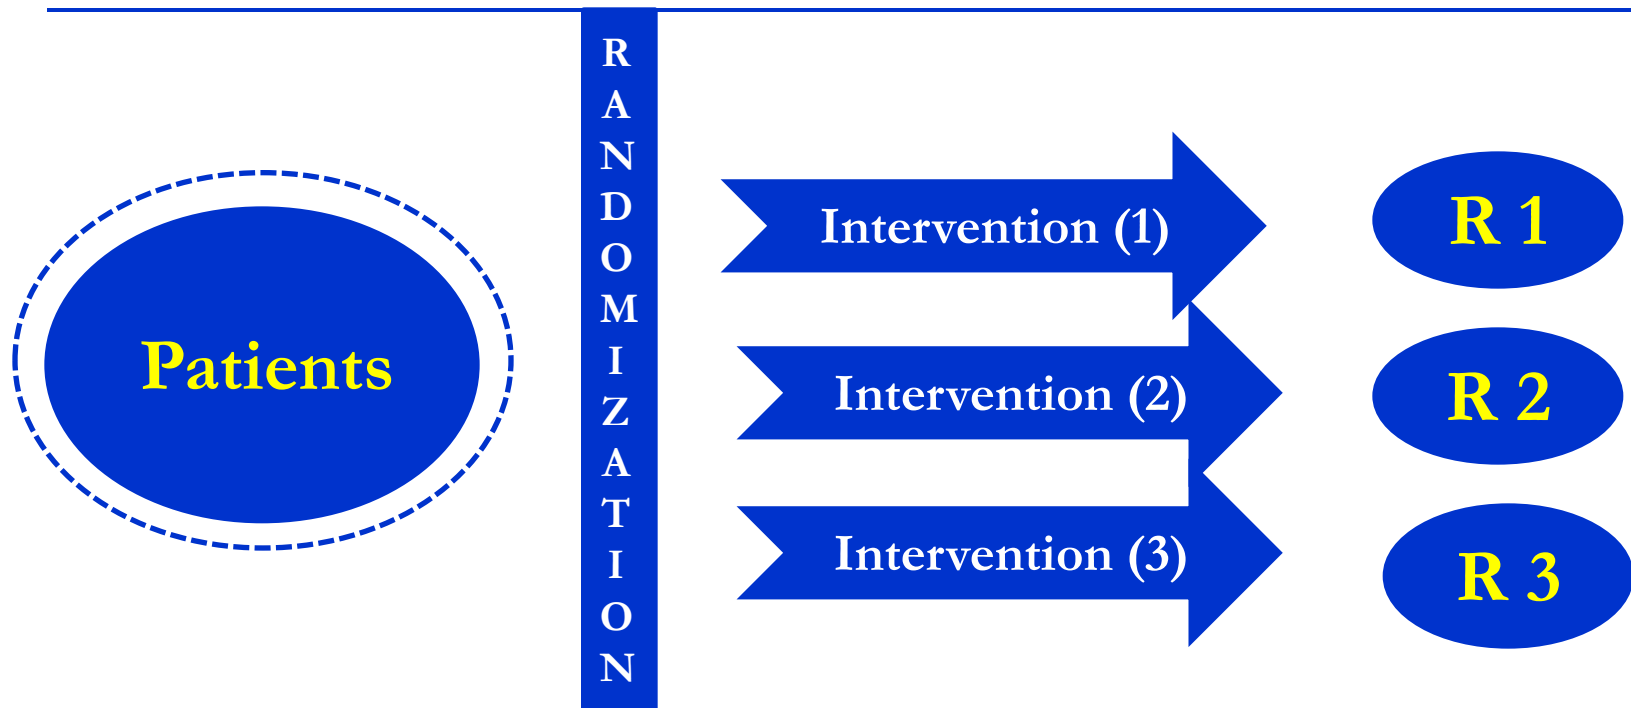 Patients
RANDOMIZATION
Intervention (1)
R 1
Intervention (2)
R 2
Intervention (3)
R 3